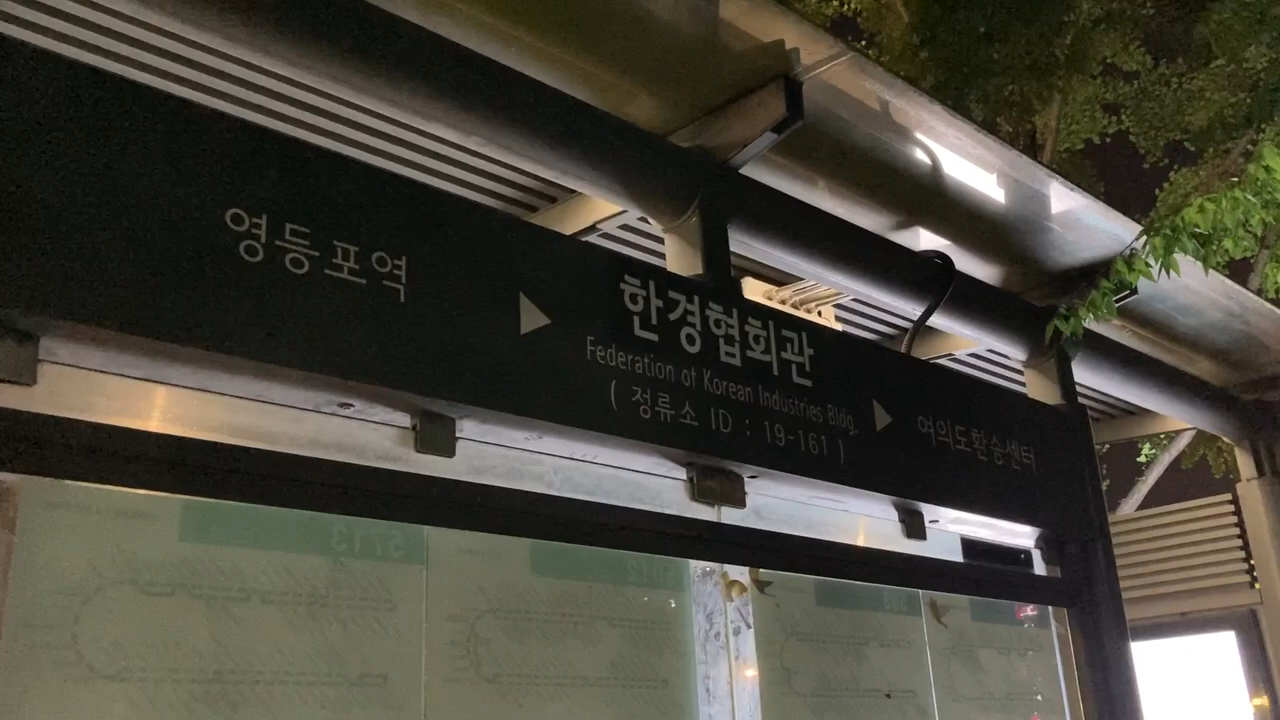 영등포역
▶
한경협회관
Federation of Korean Industries Bldg.
( 정류소 ID : 19-161 )
▶
여의도환승센터
5713